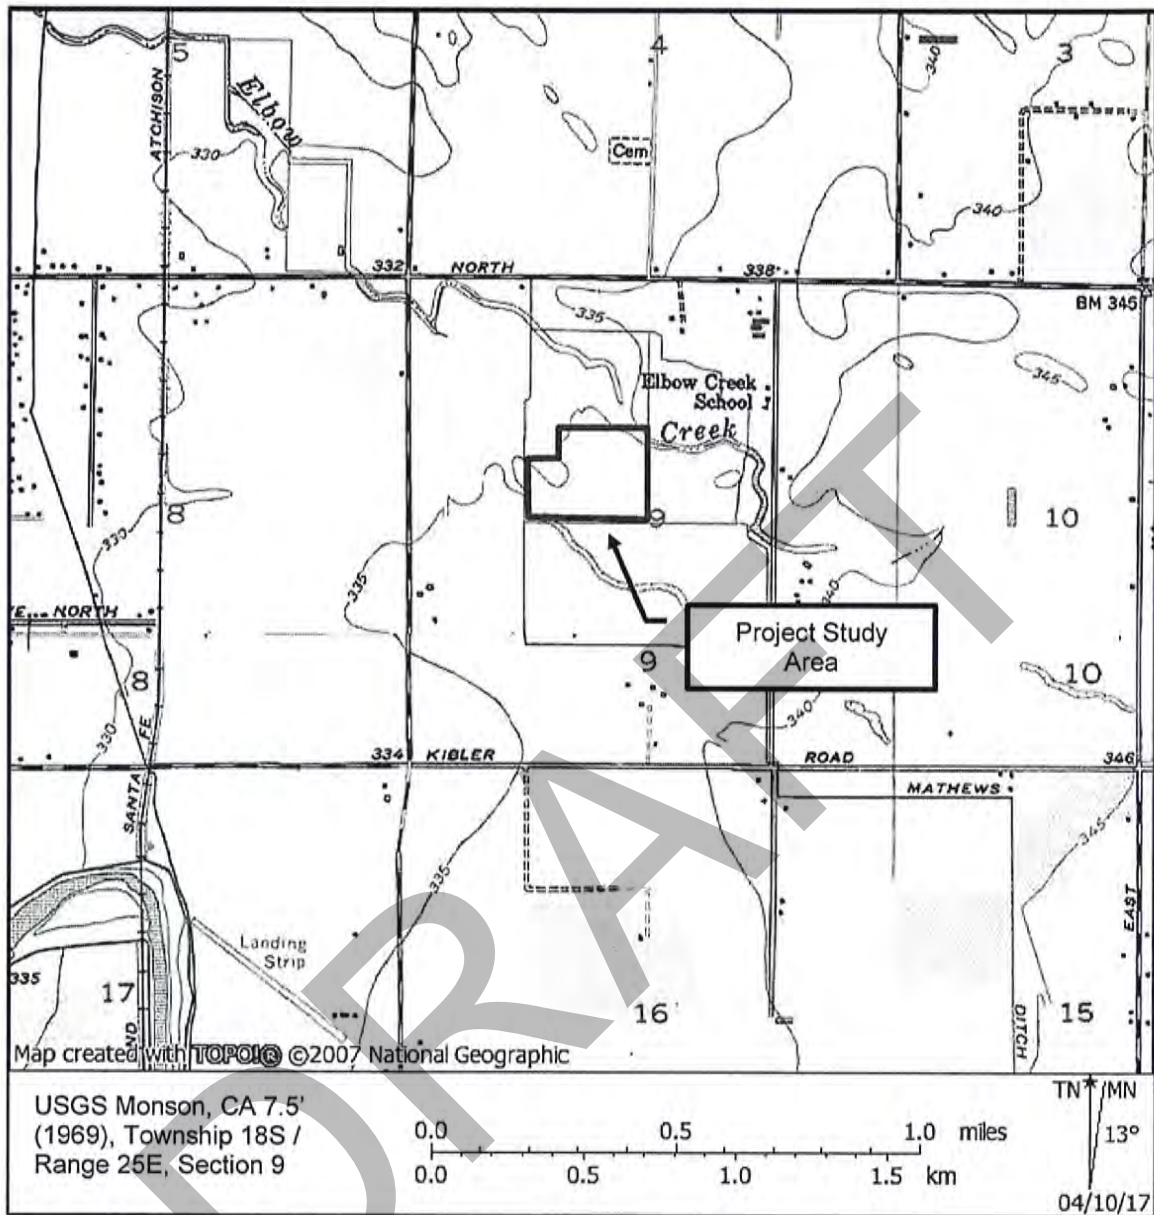 5
4
3
340
ATCHISON
Elbow
330
Cem
340
332
NORTH
338
BM 345
335
345
Elbow Creek
School
Creek
8
9
10
330
335
NORTH
340
Project Study
Area
8
9
10
330
340
FE
334
KIBLER
ROAD
346
MATHEWS
SANTA
335
345
EAST
Landing
Strip
335
17
16
15
DITCH
Map created with TOPO!® ©2007 National Geographic
USGS Monson, CA 7.5'
(1969), Township 18S /
Range 25E, Section 9
0.0 0.5 1.0 miles
0.0 0.5 1.0 1.5 km
TN MN
13°
04/10/17
DRAFT